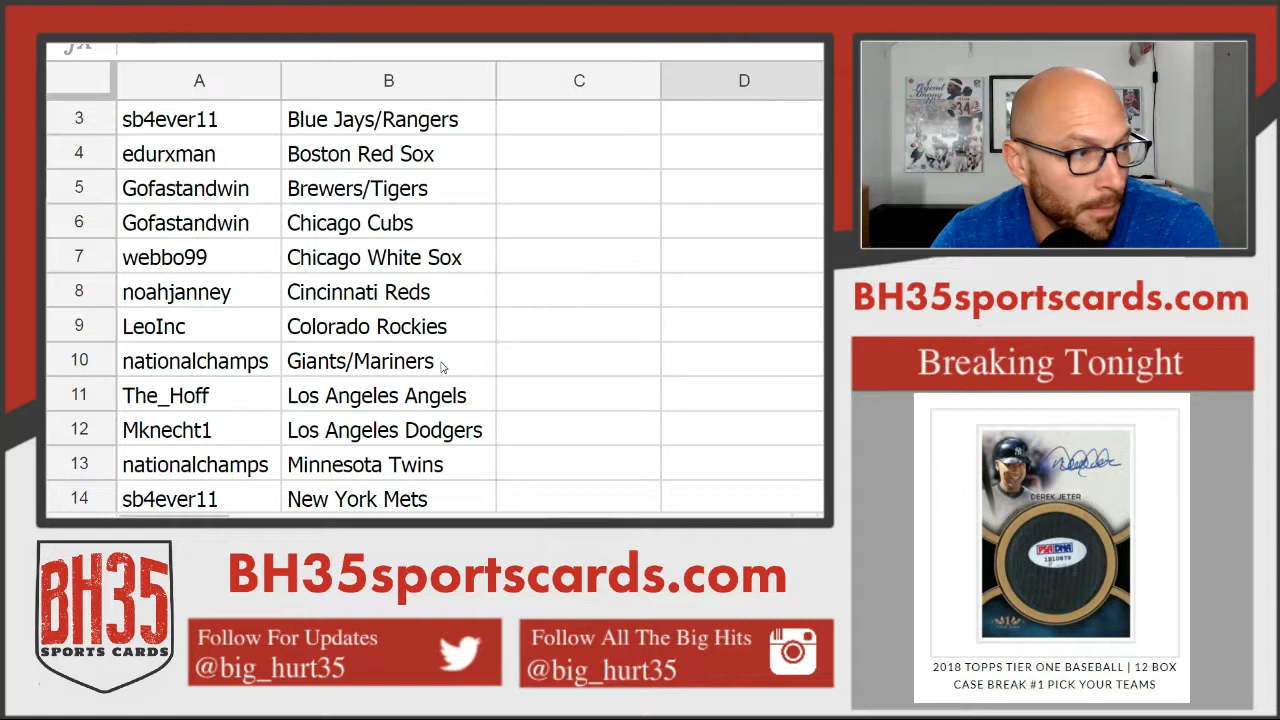 A B C D
3 sb4ever11 Blue Jays/Rangers
4 edurxman Boston Red Sox
5 Gofastandwin Brewers/Tigers
6 Gofastandwin Chicago Cubs
7 webbo99 Chicago White Sox
8 noahjanney Cincinnati Reds
9 LeoInc Colorado Rockies
10 nationalchamps Giants/Mariners
11 The_Hoff Los Angeles Angels
12 Mknecht1 Los Angeles Dodgers
13 nationalchamps Minnesota Twins
14 sb4ever11 New York Mets
34
BH35sportscards.com
Breaking Tonight
DEREK JETER
PSA/DNA
2018 TOPPS TIER ONE BASEBALL | 12 BOX
CASE BREAK #1 PICK YOUR TEAMS
BH35
SPORTS CARDS
BH35sportscards.com
Follow For Updates
@big_hurt35
Follow All The Big Hits
@big_hurt35